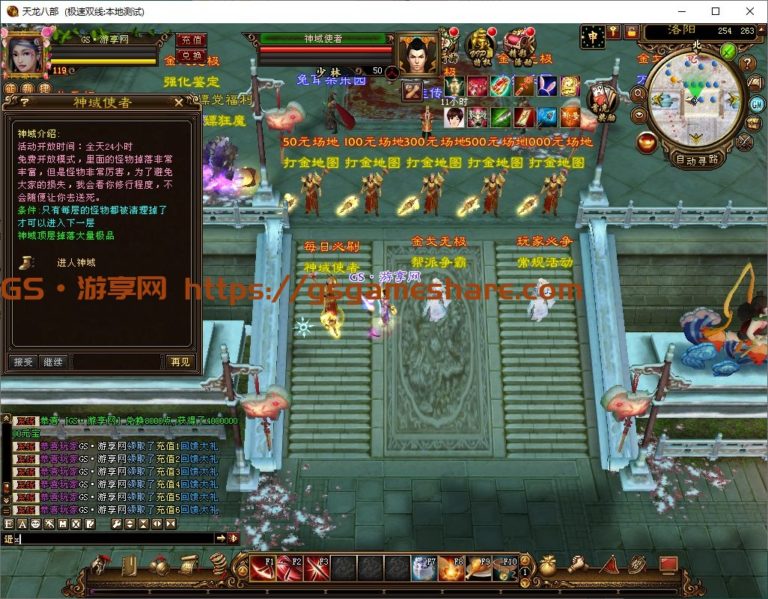 天龙八部 (极速双线:本地测试)
GS·游享网
119
充值
兑换
神域使者
少林
50
洛阳
254 263
北
自动寻路
强化鉴定
11小时
50元场地 100元场地 300元场地 500元场地 1000元场地
打金地图 打金地图 打金地图 打金地图 打金地图
神域使者
神域介绍:
活动开放时间:全天24小时
免费开放模式,里面的怪物掉落非常
丰富,但是怪物非常厉害,为了避免
大家的损失,我会看你修行程度,不
会随便让你去送死。
条件:只有每层的怪物都被清理掉了
才可以进入下一层
神域顶层掉落大量极品
进入神域
接受 继续 再见
每日必刷 金戈无极 玩家必争
神域使者 帮派争霸 常规活动
GS·游享网
GS·游享网 https://gsgameshare.com
恭喜玩家GS·游享网领取了充值1回馈大礼
恭喜玩家GS·游享网领取了充值2回馈大礼
恭喜玩家GS·游享网领取了充值3回馈大礼
恭喜玩家GS·游享网领取了充值4回馈大礼
恭喜玩家GS·游享网领取了充值5回馈大礼
恭喜玩家GS·游享网领取了充值6回馈大礼
F1 F2 F3 F7 F8 F9 F10